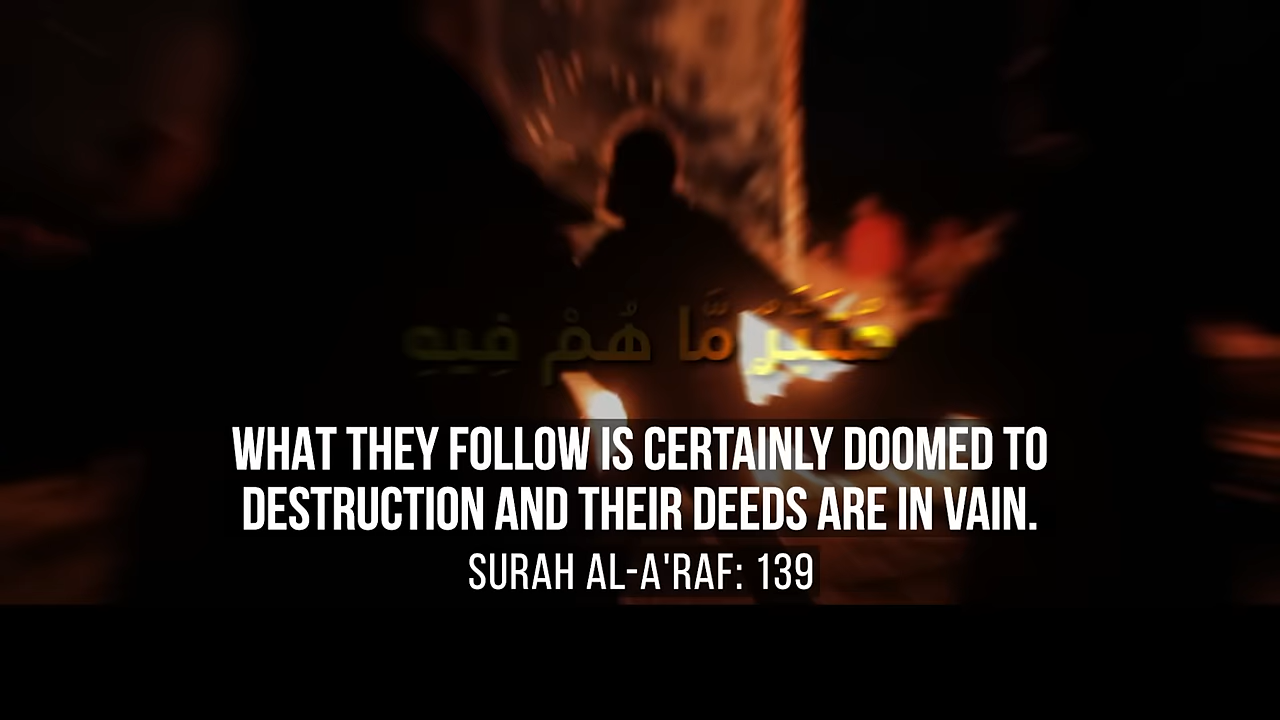 مُتَبَّرٌ مَّا هُمْ فِيهِ
WHAT THEY FOLLOW IS CERTAINLY DOOMED TO
DESTRUCTION AND THEIR DEEDS ARE IN VAIN.
SURAH AL-A'RAF: 139